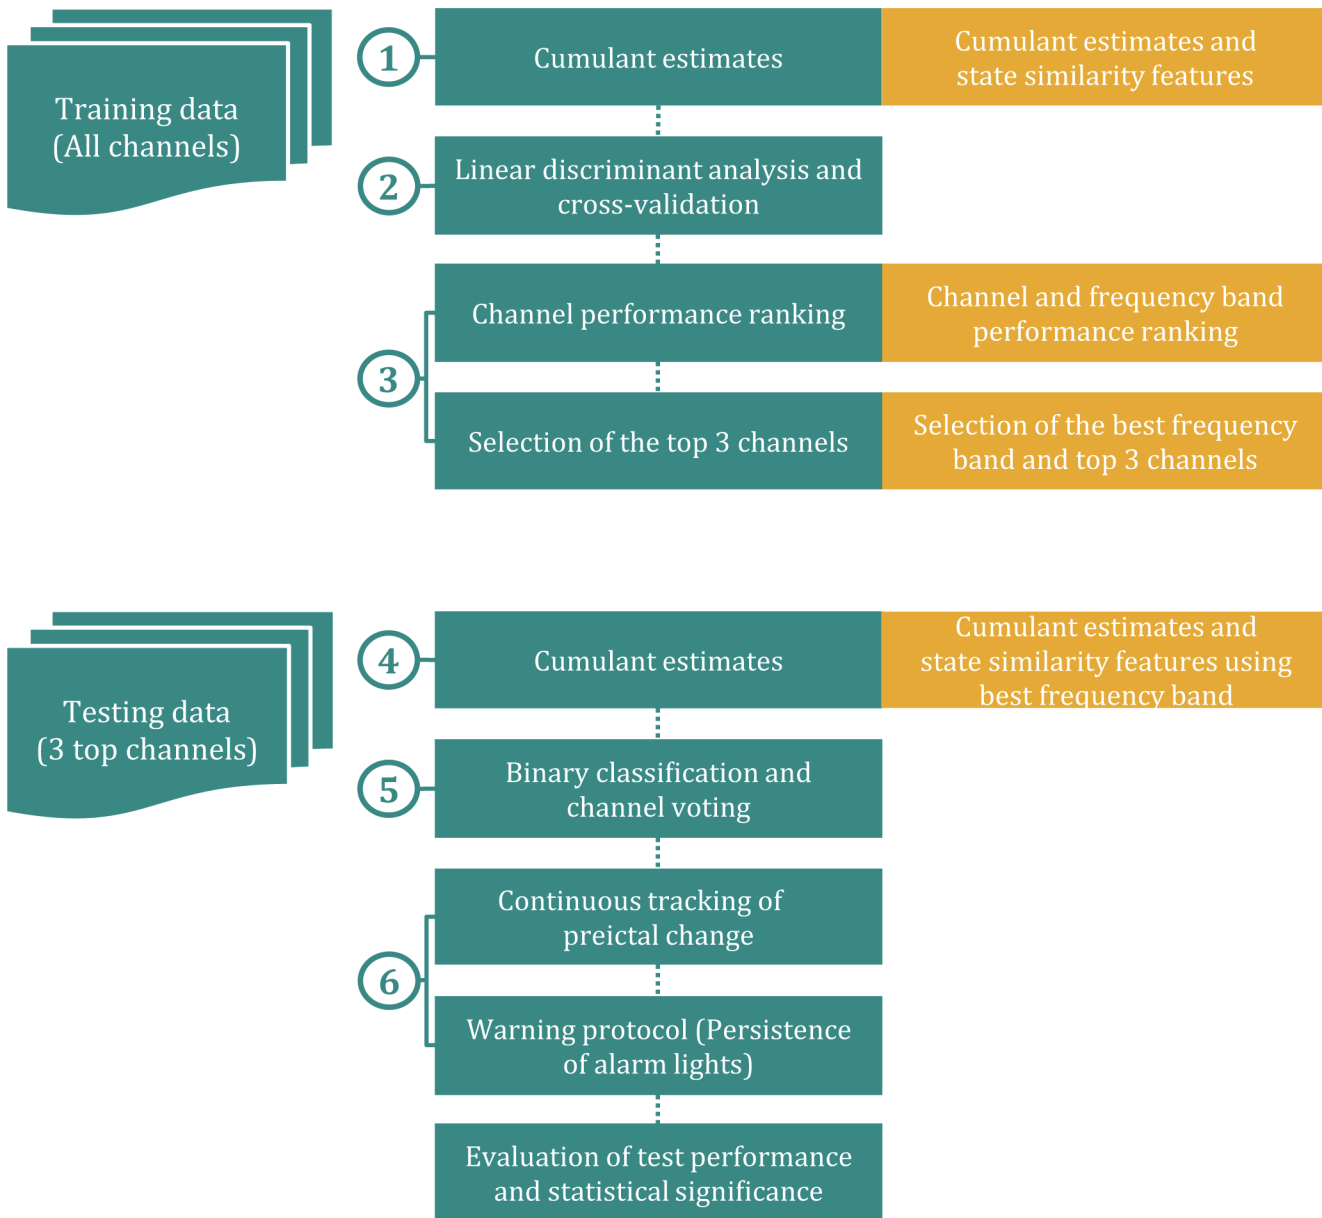 Training data
(All channels)
1
Cumulant estimates
Cumulant estimates and
state similarity features
2
Linear discriminant analysis and
cross-validation
3
Channel performance ranking
Channel and frequency band
performance ranking
Selection of the top 3 channels
Selection of the best frequency
band and top 3 channels
Testing data
(3 top channels)
4
Cumulant estimates
Cumulant estimates and
state similarity features using
best frequency band
5
Binary classification and
channel voting
6
Continuous tracking of
preictal change
Warning protocol (Persistence
of alarm lights)
Evaluation of test performance
and statistical significance